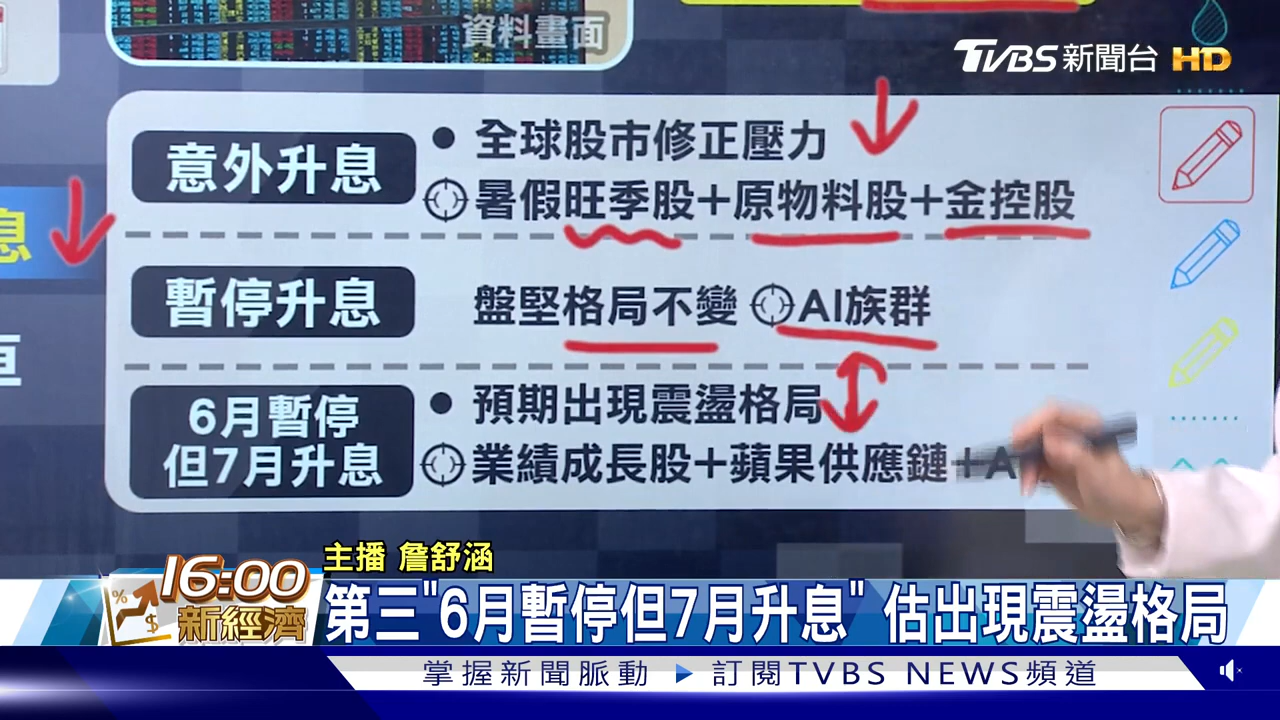 資料畫面
TVBS新聞台 HD
意外升息
全球股市修正壓力
暑假旺季股+原物料股+金控股
息
暫停升息
盤堅格局不變 AI族群
6月暫停
但7月升息
預期出現震盪格局
業績成長股+蘋果供應鏈+A
主播 詹舒涵
16:00
新經濟
第三"6月暫停但7月升息" 估出現震盪格局
掌握新聞脈動 訂閱TVBS NEWS頻道